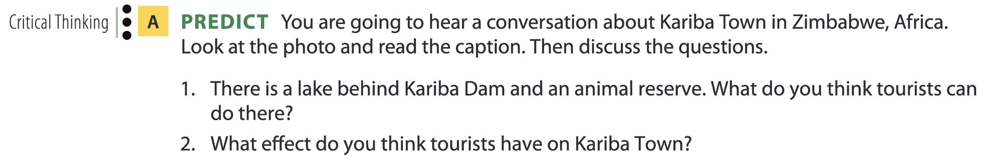 Critical Thinking A PREDICT You are going to hear a conversation about Kariba Town in Zimbabwe, Africa.
Look at the photo and read the caption. Then discuss the questions.
1. There is a lake behind Kariba Dam and an animal reserve. What do you think tourists can
do there?
2. What effect do you think tourists have on Kariba Town?